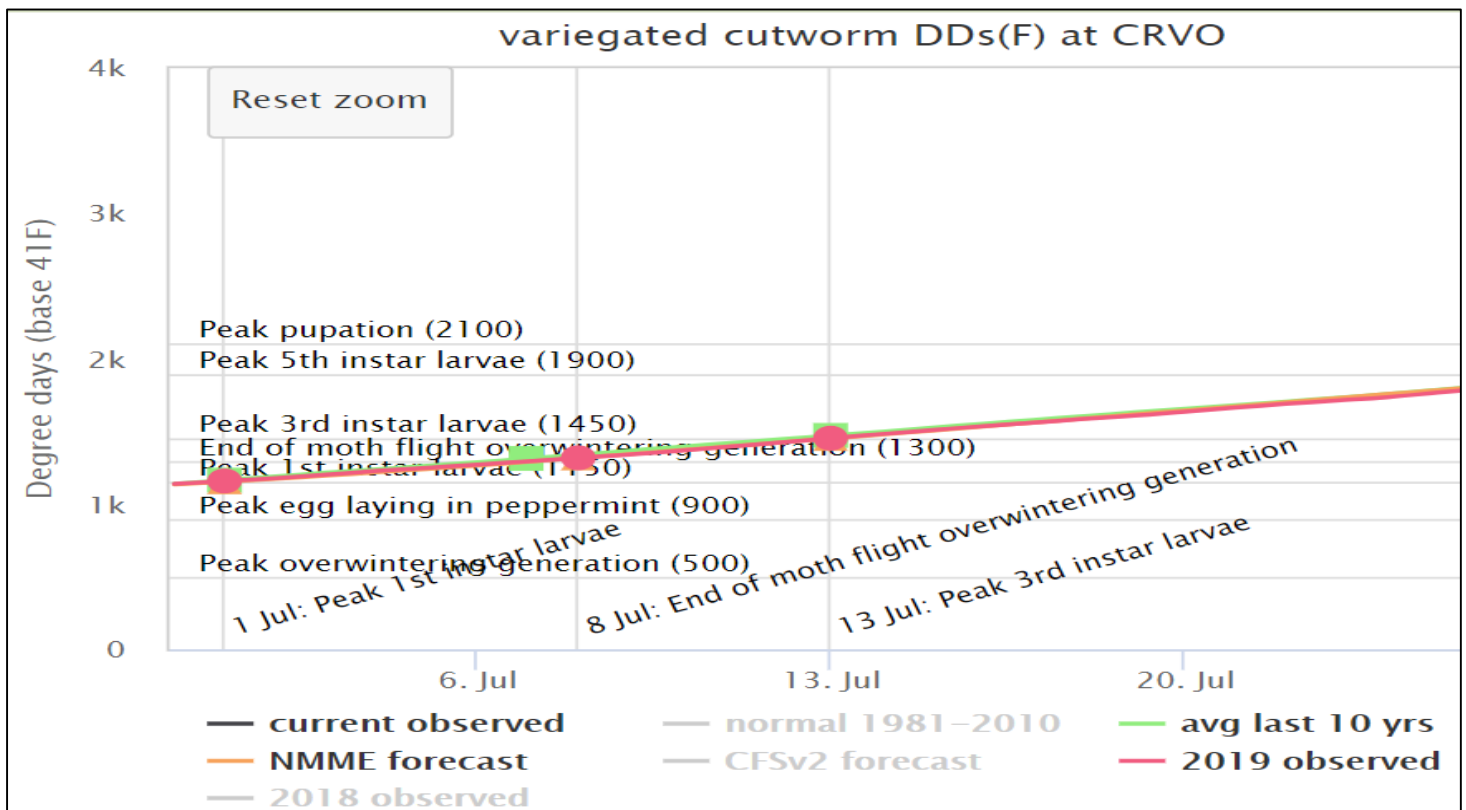 variegated cutworm DDs(F) at CRVO
4k
Reset zoom
3k
Degree days (base 41F)
Peak pupation (2100)
2k
Peak 5th instar larvae (1900)
Peak 3rd instar larvae (1450)
End of moth flight overwintering generation (1300)
Peak 1st instar larvae (1150)
1k
Peak egg laying in peppermint (900)
Peak overwintering generation (500)
1 Jul: Peak 1st instar larvae
8 Jul: End of moth flight overwintering generation
13 Jul: Peak 3rd instar larvae
0
6. Jul
13. Jul
20. Jul
current observed
normal 1981–2010
avg last 10 yrs
NMME forecast
CFSv2 forecast
2019 observed
2018 observed